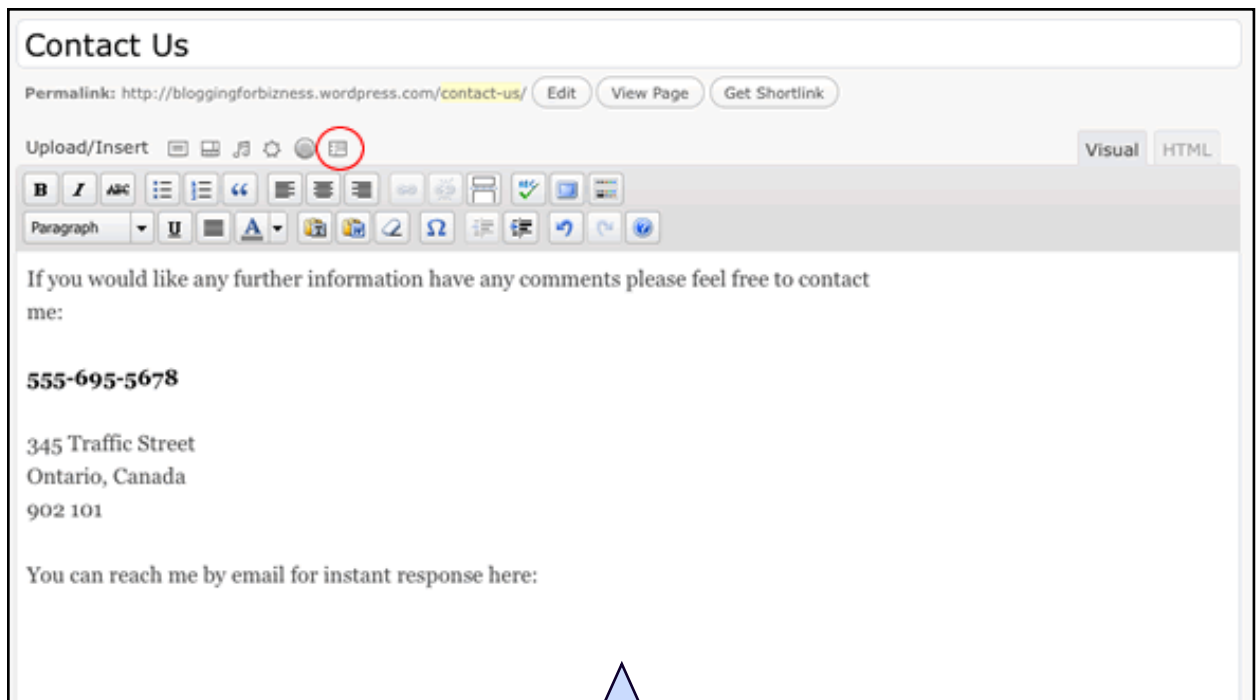 Contact Us
Permalink: http://bloggingforbizness.wordpress.com/contact-us/ Edit View Page Get Shortlink
Upload/Insert Visual HTML
B I ABC
Paragraph U A Ω
If you would like any further information have any comments please feel free to contact
me:
555-695-5678
345 Traffic Street
Ontario, Canada
902 101
You can reach me by email for instant response here: